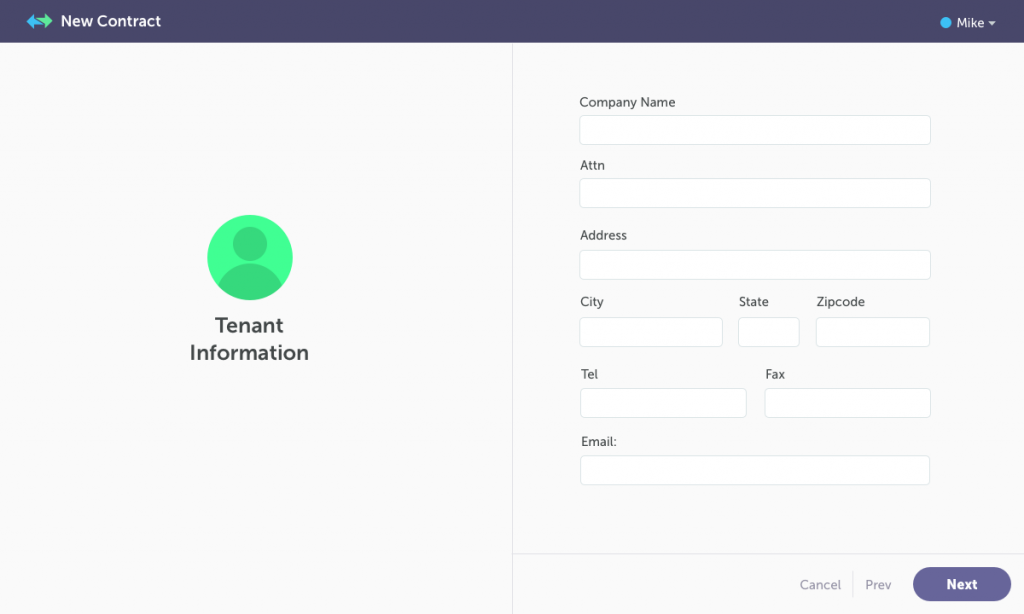 New Contract
Mike
Tenant
Information
Company Name
Attn
Address
City State Zipcode
Tel Fax
Email:
Cancel Prev Next